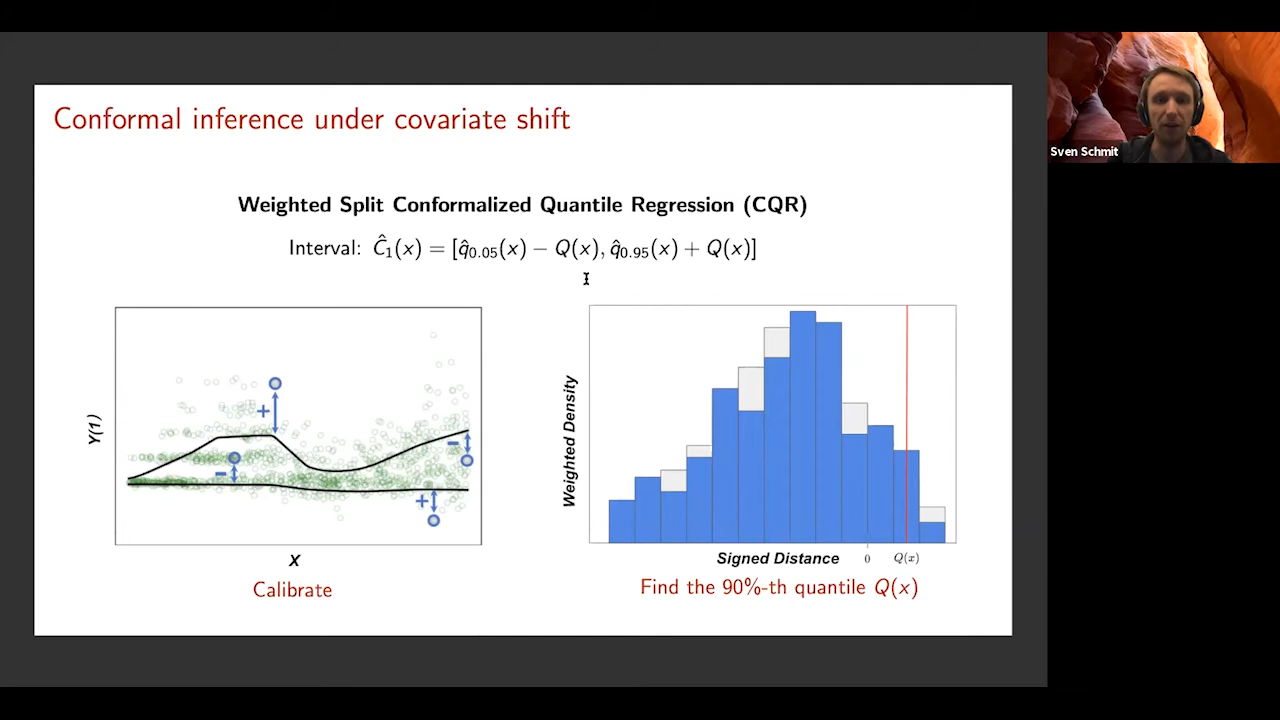 Conformal inference under covariate shift
Sven Schmit
Weighted Split Conformalized Quantile Regression (CQR)
Interval: Ĉ₁(x) = [q̂₀.₀₅(x) − Q(x), q̂₀.₉₅(x) + Q(x)]
Y(1)
+
−
−
+
X
Calibrate
Weighted Density
Signed Distance
0
Q(x)
Find the 90%-th quantile Q(x)